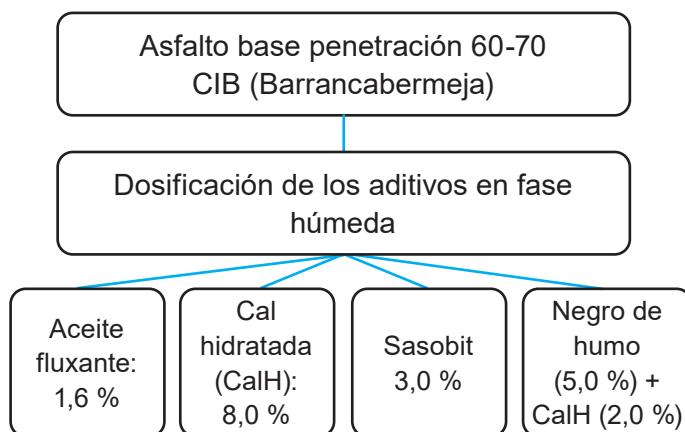 Asfalto base penetración 60-70
CIB (Barrancabermeja)
Dosificación de los aditivos en fase
húmeda
Aceite
fluxante:
1,6 %
Cal
hidratada
(CalH):
8,0 %
Sasobit
3,0 %
Negro de
humo
(5,0 %) +
CalH (2,0 %)